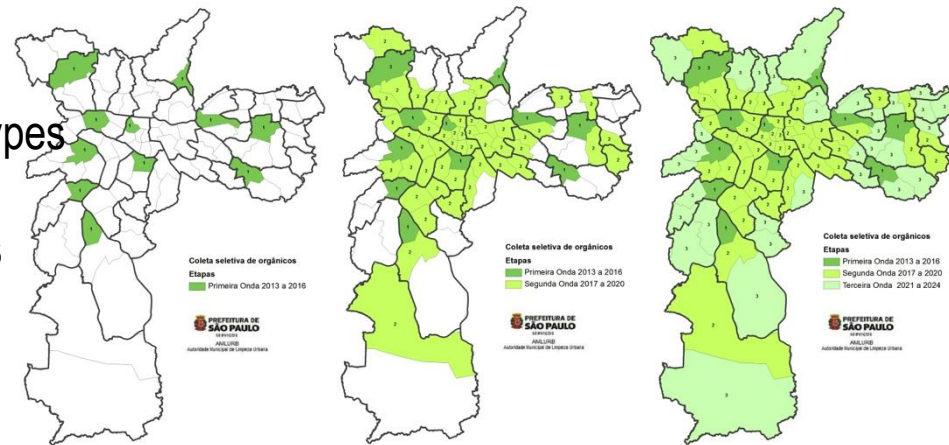 ypes
s
Coleta seletiva de orgânicos
Etapas
Primeira Onda 2013 a 2016
PREFEITURA DE
SÃO PAULO
SERVIÇOS
AMLURB
Autoridade Municipal de Limpeza Urbana
Coleta seletiva de orgânicos
Etapas
Primeira Onda 2013 a 2016
Segunda Onda 2017 a 2020
PREFEITURA DE
SÃO PAULO
SERVIÇOS
AMLURB
Autoridade Municipal de Limpeza Urbana
Coleta seletiva de orgânicos
Etapas
Primeira Onda 2013 a 2016
Segunda Onda 2017 a 2020
Terceira Onda 2021 a 2024
PREFEITURA DE
SÃO PAULO
SERVIÇOS
AMLURB
Autoridade Municipal de Limpeza Urbana